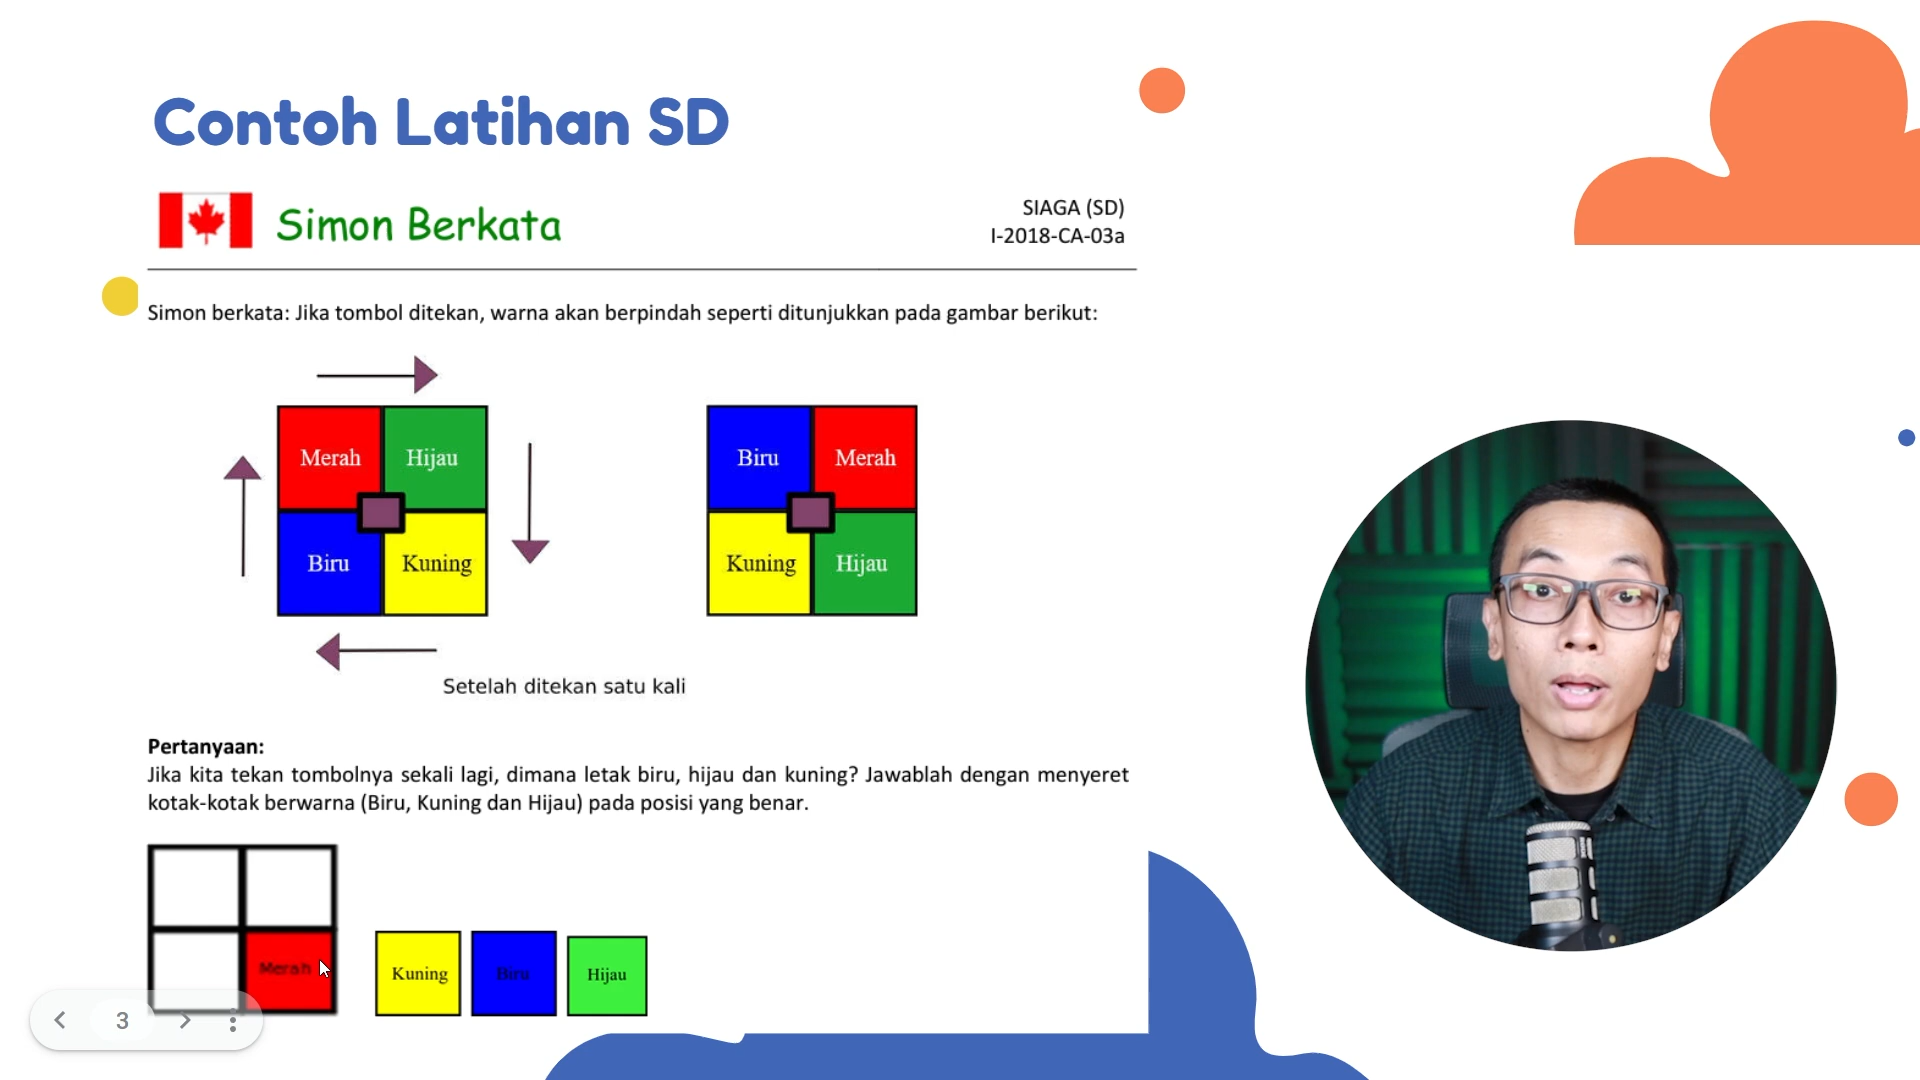 Contoh Latihan SD
Simon Berkata
SIAGA (SD)
I-2018-CA-03a
Simon berkata: Jika tombol ditekan, warna akan berpindah seperti ditunjukkan pada gambar berikut:
Merah Hijau
Biru Kuning
Biru Merah
Kuning Hijau
Setelah ditekan satu kali
Pertanyaan:
Jika kita tekan tombolnya sekali lagi, dimana letak biru, hijau dan kuning? Jawablah dengan menyeret
kotak-kotak berwarna (Biru, Kuning dan Hijau) pada posisi yang benar.
Merah
Kuning Biru Hijau
3